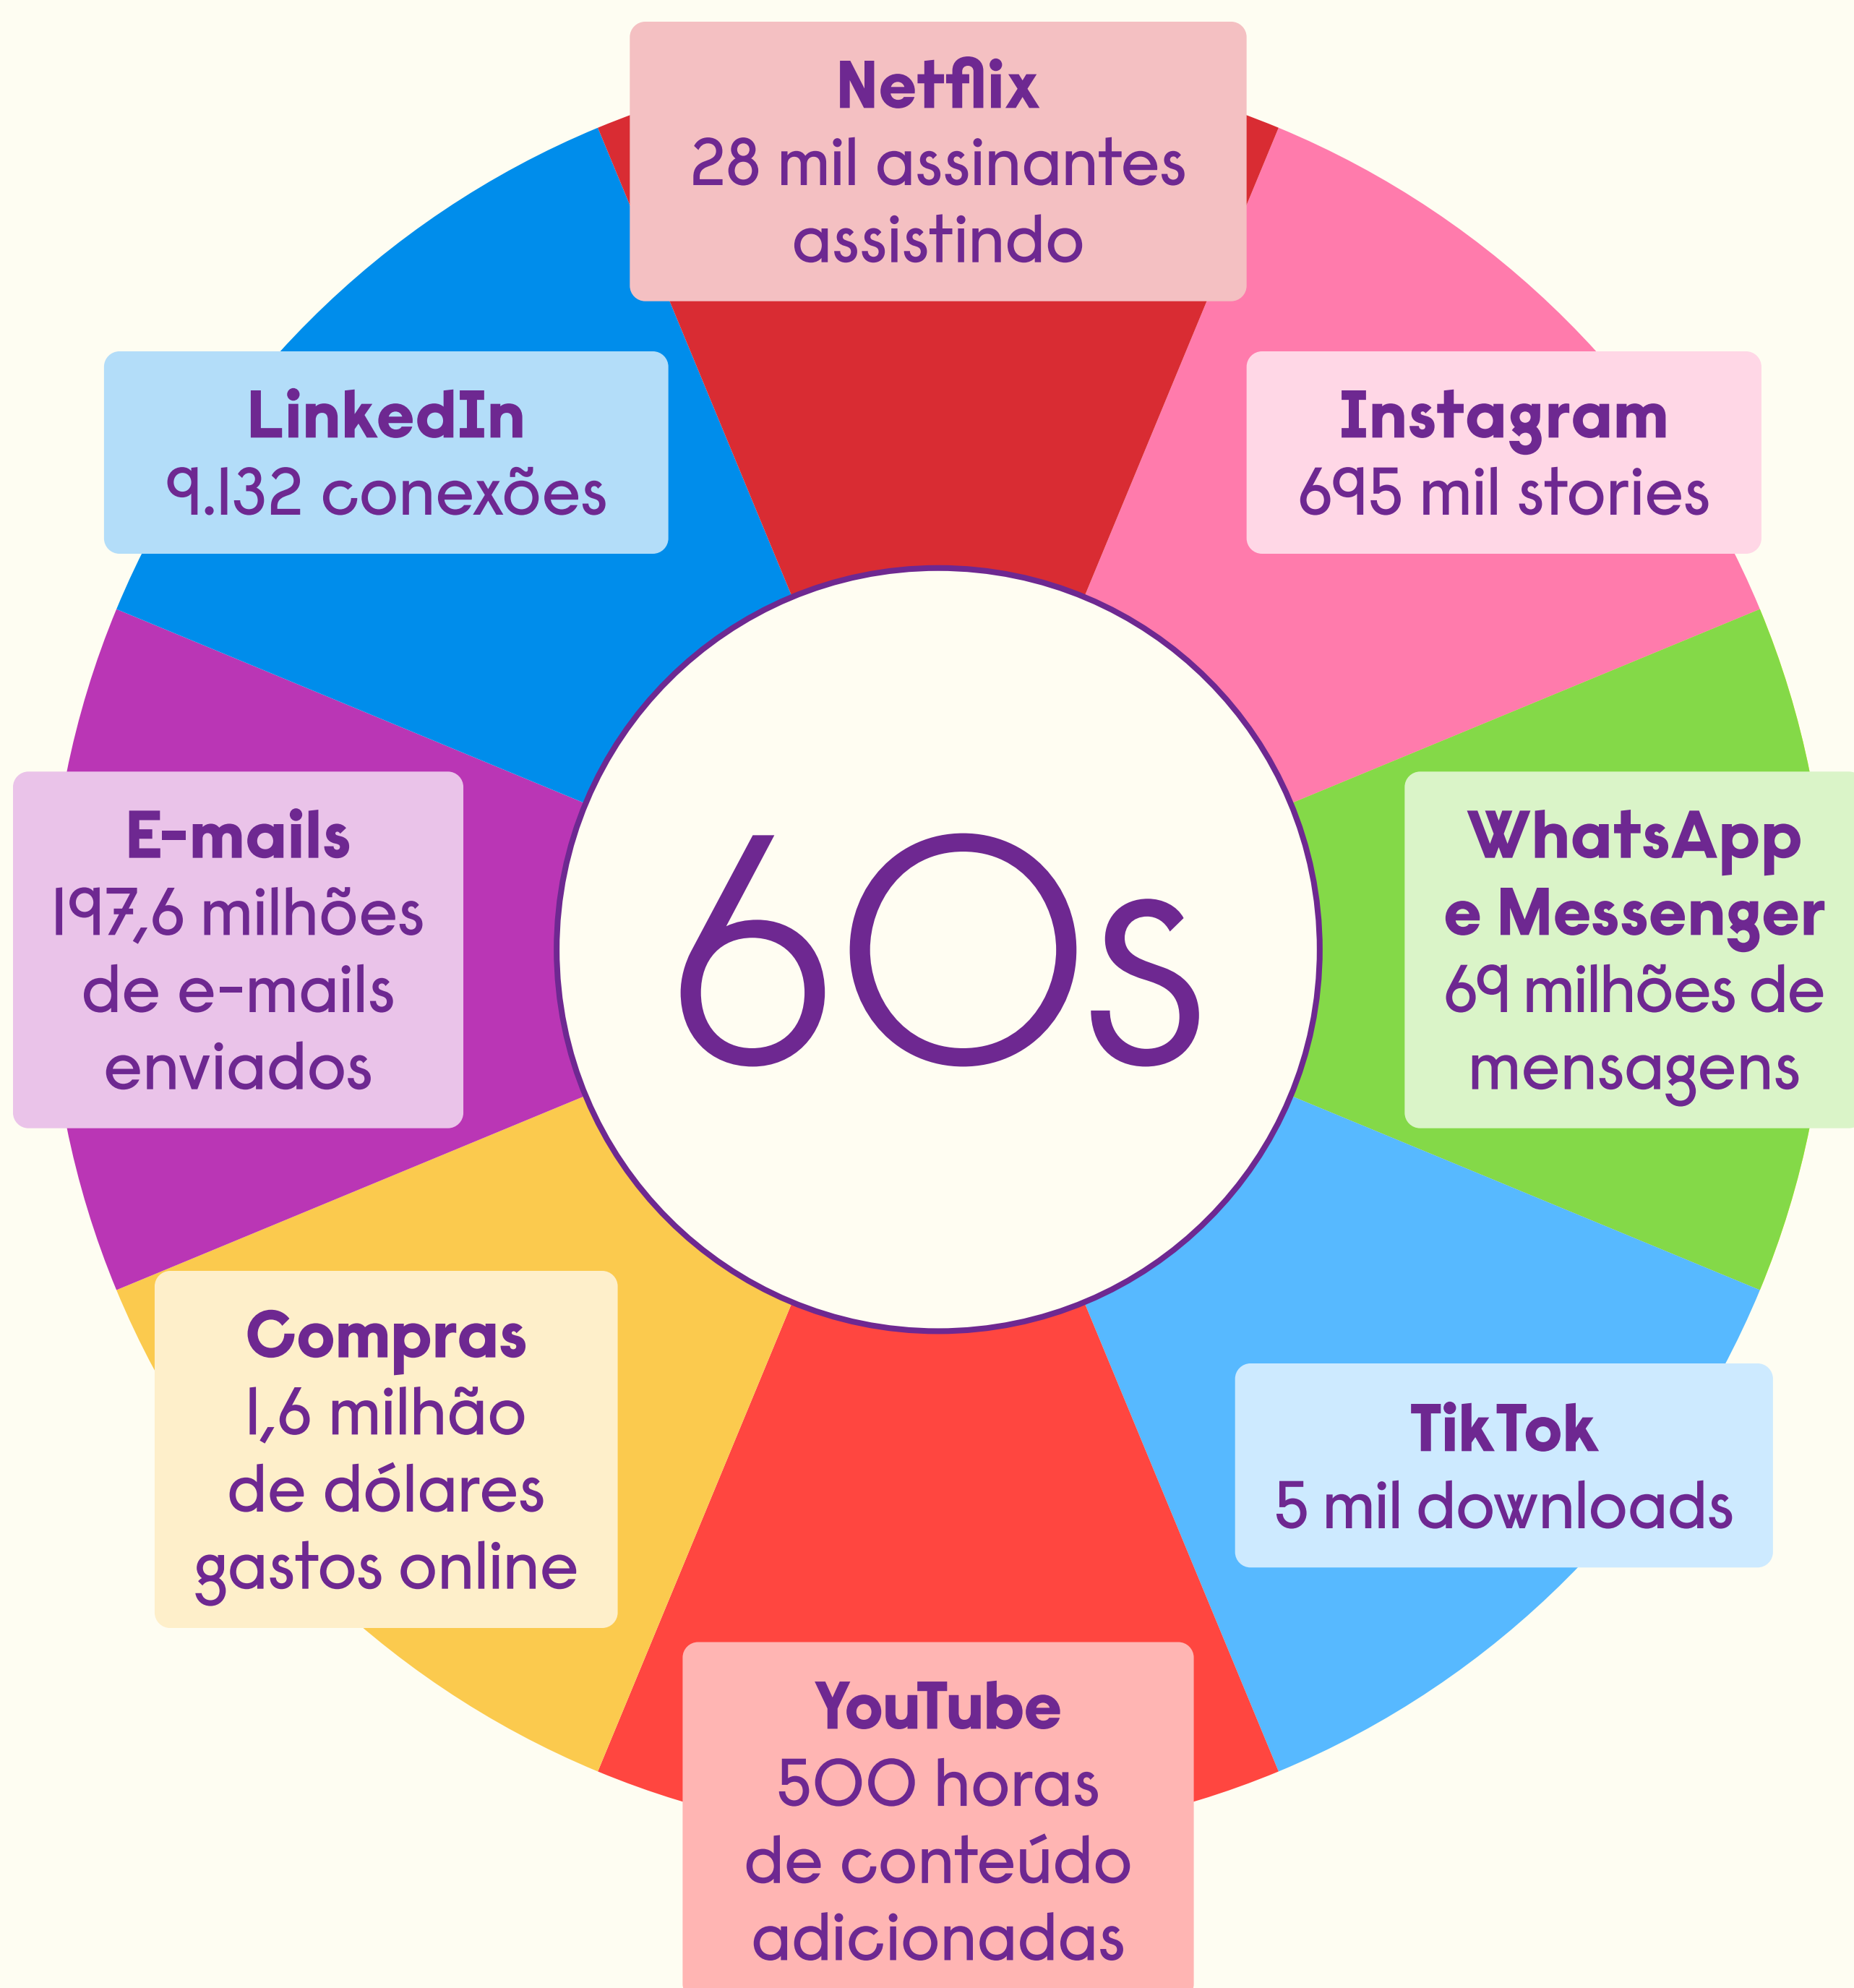 Netflix
28 mil assinantes
assistindo
LinkedIn
9.132 conexões
Instagram
695 mil stories
E-mails
197,6 milhões
de e-mails
enviados
60s
WhatsApp
e Messenger
69 milhões de
mensagens
Compras
1,6 milhão
de dólares
gastos online
TikTok
5 mil downloads
YouTube
500 horas
de conteúdo
adicionadas